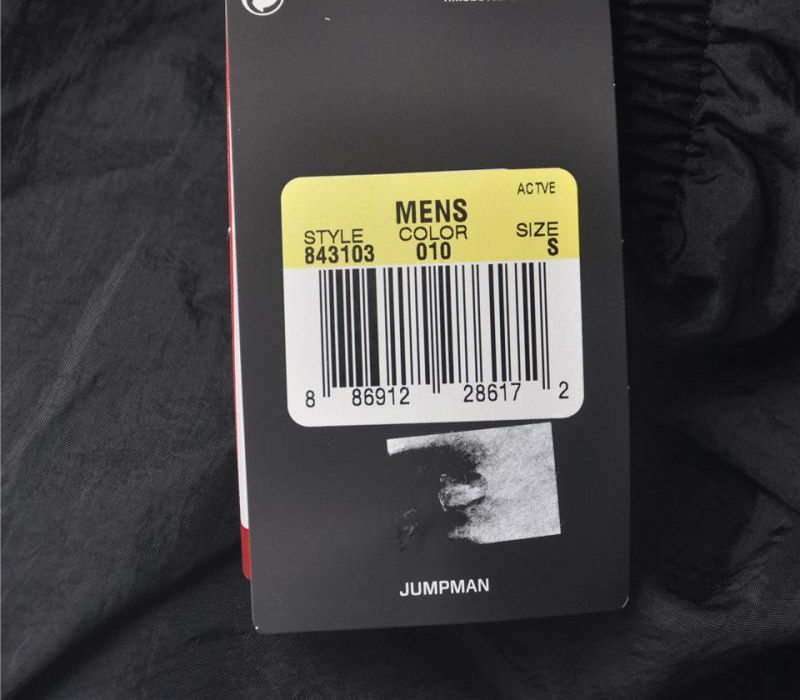 ACTVE
MENS
STYLE COLOR SIZE
843103 010 S
8 86912 28617 2
JUMPMAN